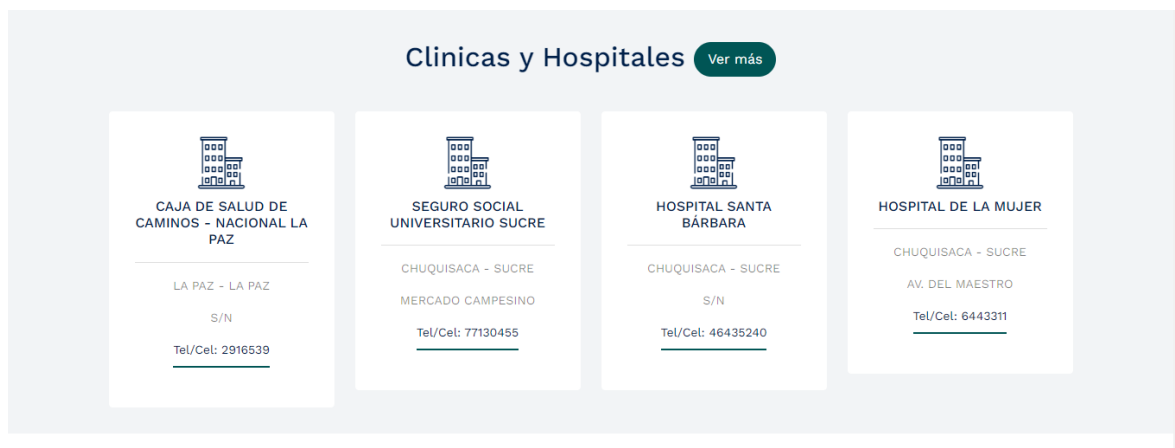 Clinicas y Hospitales
Ver más
CAJA DE SALUD DE
CAMINOS - NACIONAL LA
PAZ
LA PAZ - LA PAZ
S/N
Tel/Cel: 2916539
SEGURO SOCIAL
UNIVERSITARIO SUCRE
CHUQUISACA - SUCRE
MERCADO CAMPESINO
Tel/Cel: 77130455
HOSPITAL SANTA
BÁRBARA
CHUQUISACA - SUCRE
S/N
Tel/Cel: 46435240
HOSPITAL DE LA MUJER
CHUQUISACA - SUCRE
AV. DEL MAESTRO
Tel/Cel: 6443311